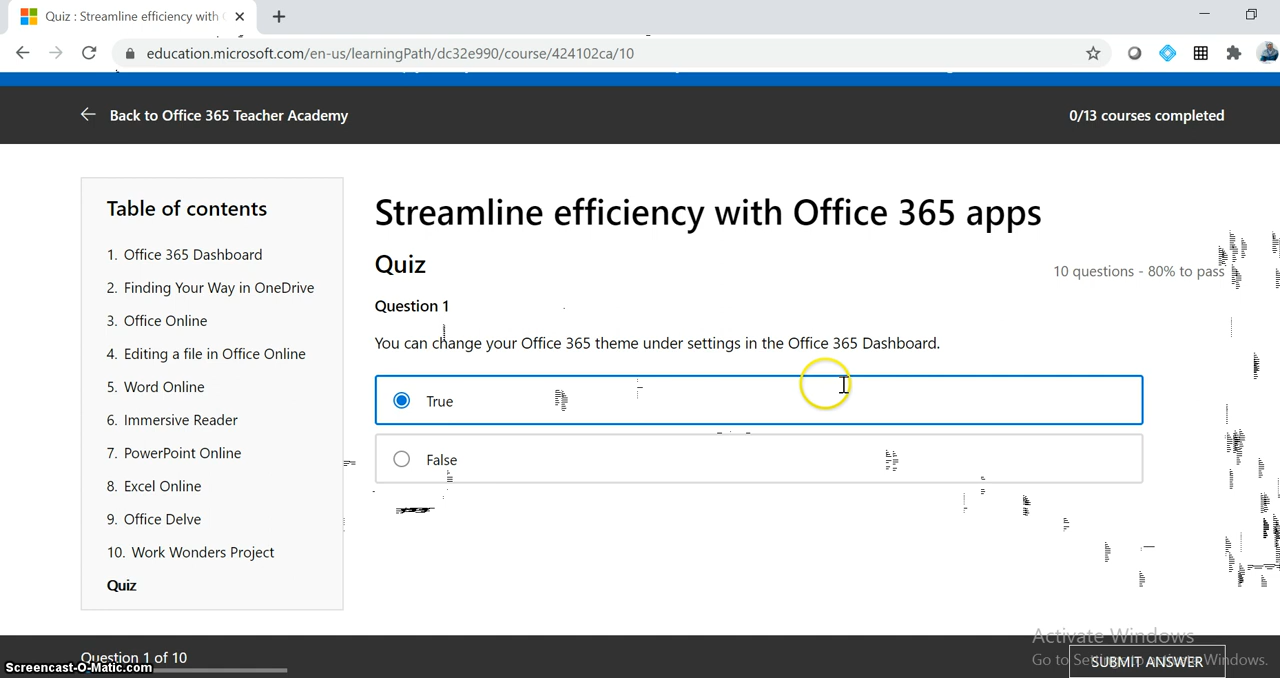 Quiz : Streamline efficiency with
education.microsoft.com/en-us/learningPath/dc32e990/course/424102ca/10
Back to Office 365 Teacher Academy
0/13 courses completed
Table of contents
1. Office 365 Dashboard
2. Finding Your Way in OneDrive
3. Office Online
4. Editing a file in Office Online
5. Word Online
6. Immersive Reader
7. PowerPoint Online
8. Excel Online
9. Office Delve
10. Work Wonders Project
Quiz
Streamline efficiency with Office 365 apps
Quiz
10 questions - 80% to pass
Question 1
You can change your Office 365 theme under settings in the Office 365 Dashboard.
True
False
Question 1 of 10
SUBMIT ANSWER
Activate Windows
Go to Settings to activate Windows.
Screencast-O-Matic.com